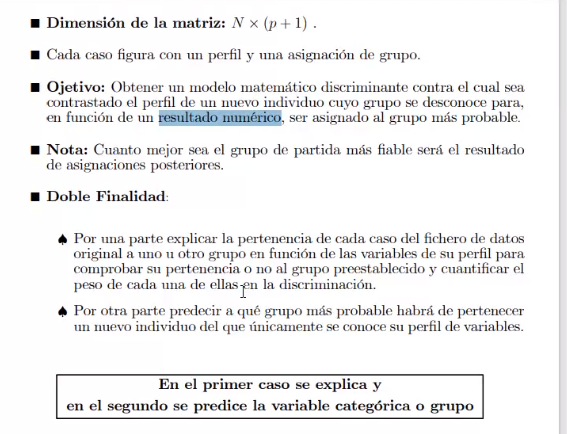 ■ Dimensión de la matriz: N × (p + 1) .
■ Cada caso figura con un perfil y una asignación de grupo.
■ Ojetivo: Obtener un modelo matemático discriminante contra el cual sea
contrastado el perfil de un nuevo individuo cuyo grupo se desconoce para,
en función de un resultado numérico, ser asignado al grupo más probable.
■ Nota: Cuanto mejor sea el grupo de partida más fiable será el resultado
de asignaciones posteriores.
■ Doble Finalidad:
♠ Por una parte explicar la pertenencia de cada caso del fichero de datos
original a uno u otro grupo en función de las variables de su perfil para
comprobar su pertenencia o no al grupo preestablecido y cuantificar el
peso de cada una de ellas en la discriminación.
♠ Por otra parte predecir a qué grupo más probable habrá de pertenecer
un nuevo individuo del que únicamente se conoce su perfil de variables.
En el primer caso se explica y
en el segundo se predice la variable categórica o grupo